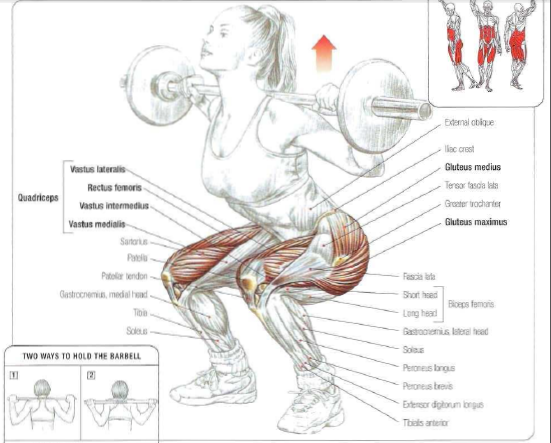 External oblique
Iliac crest
Gluteus medius
Tensor fascia lata
Greater trochanter
Gluteus maximus
Quadriceps
Vastus lateralis
Rectus femoris
Vastus intermedius
Vastus medialis
Sartorius
Patella
Patellar tendon
Gastrocnemius, medial head
Tibia
Soleus
Fascia lata
Short head
Long head
Biceps femoris
Gastrocnemius, lateral head
Soleus
Peroneus longus
Peroneus brevis
Extensor digitorum longus
Tibialis anterior
TWO WAYS TO HOLD THE BARBELL
1
2